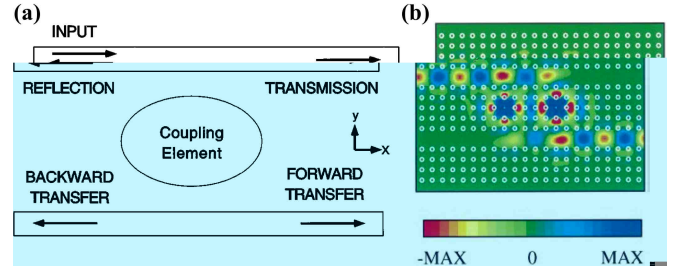 (a)
INPUT
REFLECTION
TRANSMISSION
Coupling
Element
y
x
BACKWARD
TRANSFER
FORWARD
TRANSFER
(b)
-MAX 0 MAX